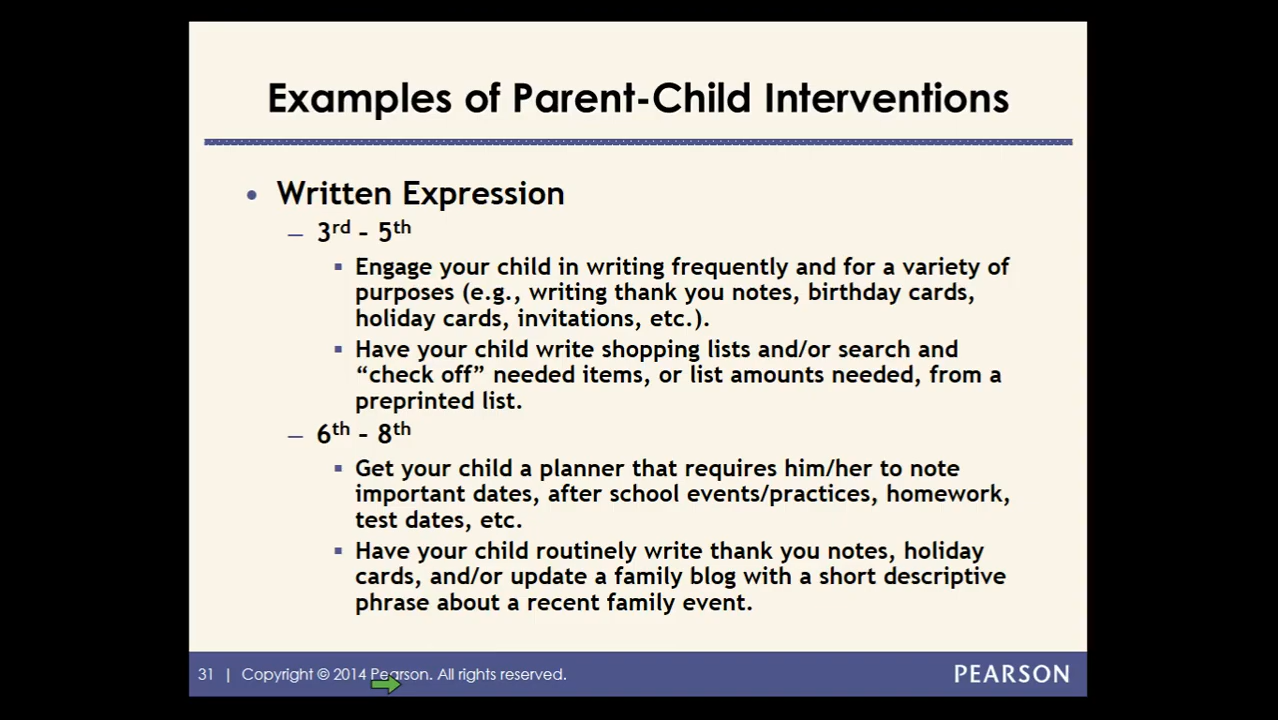 Examples of Parent-Child Interventions
• Written Expression
– 3rd – 5th
▪ Engage your child in writing frequently and for a variety of
purposes (e.g., writing thank you notes, birthday cards,
holiday cards, invitations, etc.).
▪ Have your child write shopping lists and/or search and
“check off” needed items, or list amounts needed, from a
preprinted list.
– 6th – 8th
▪ Get your child a planner that requires him/her to note
important dates, after school events/practices, homework,
test dates, etc.
▪ Have your child routinely write thank you notes, holiday
cards, and/or update a family blog with a short descriptive
phrase about a recent family event.
31 | Copyright © 2014 Pearson. All rights reserved.
PEARSON